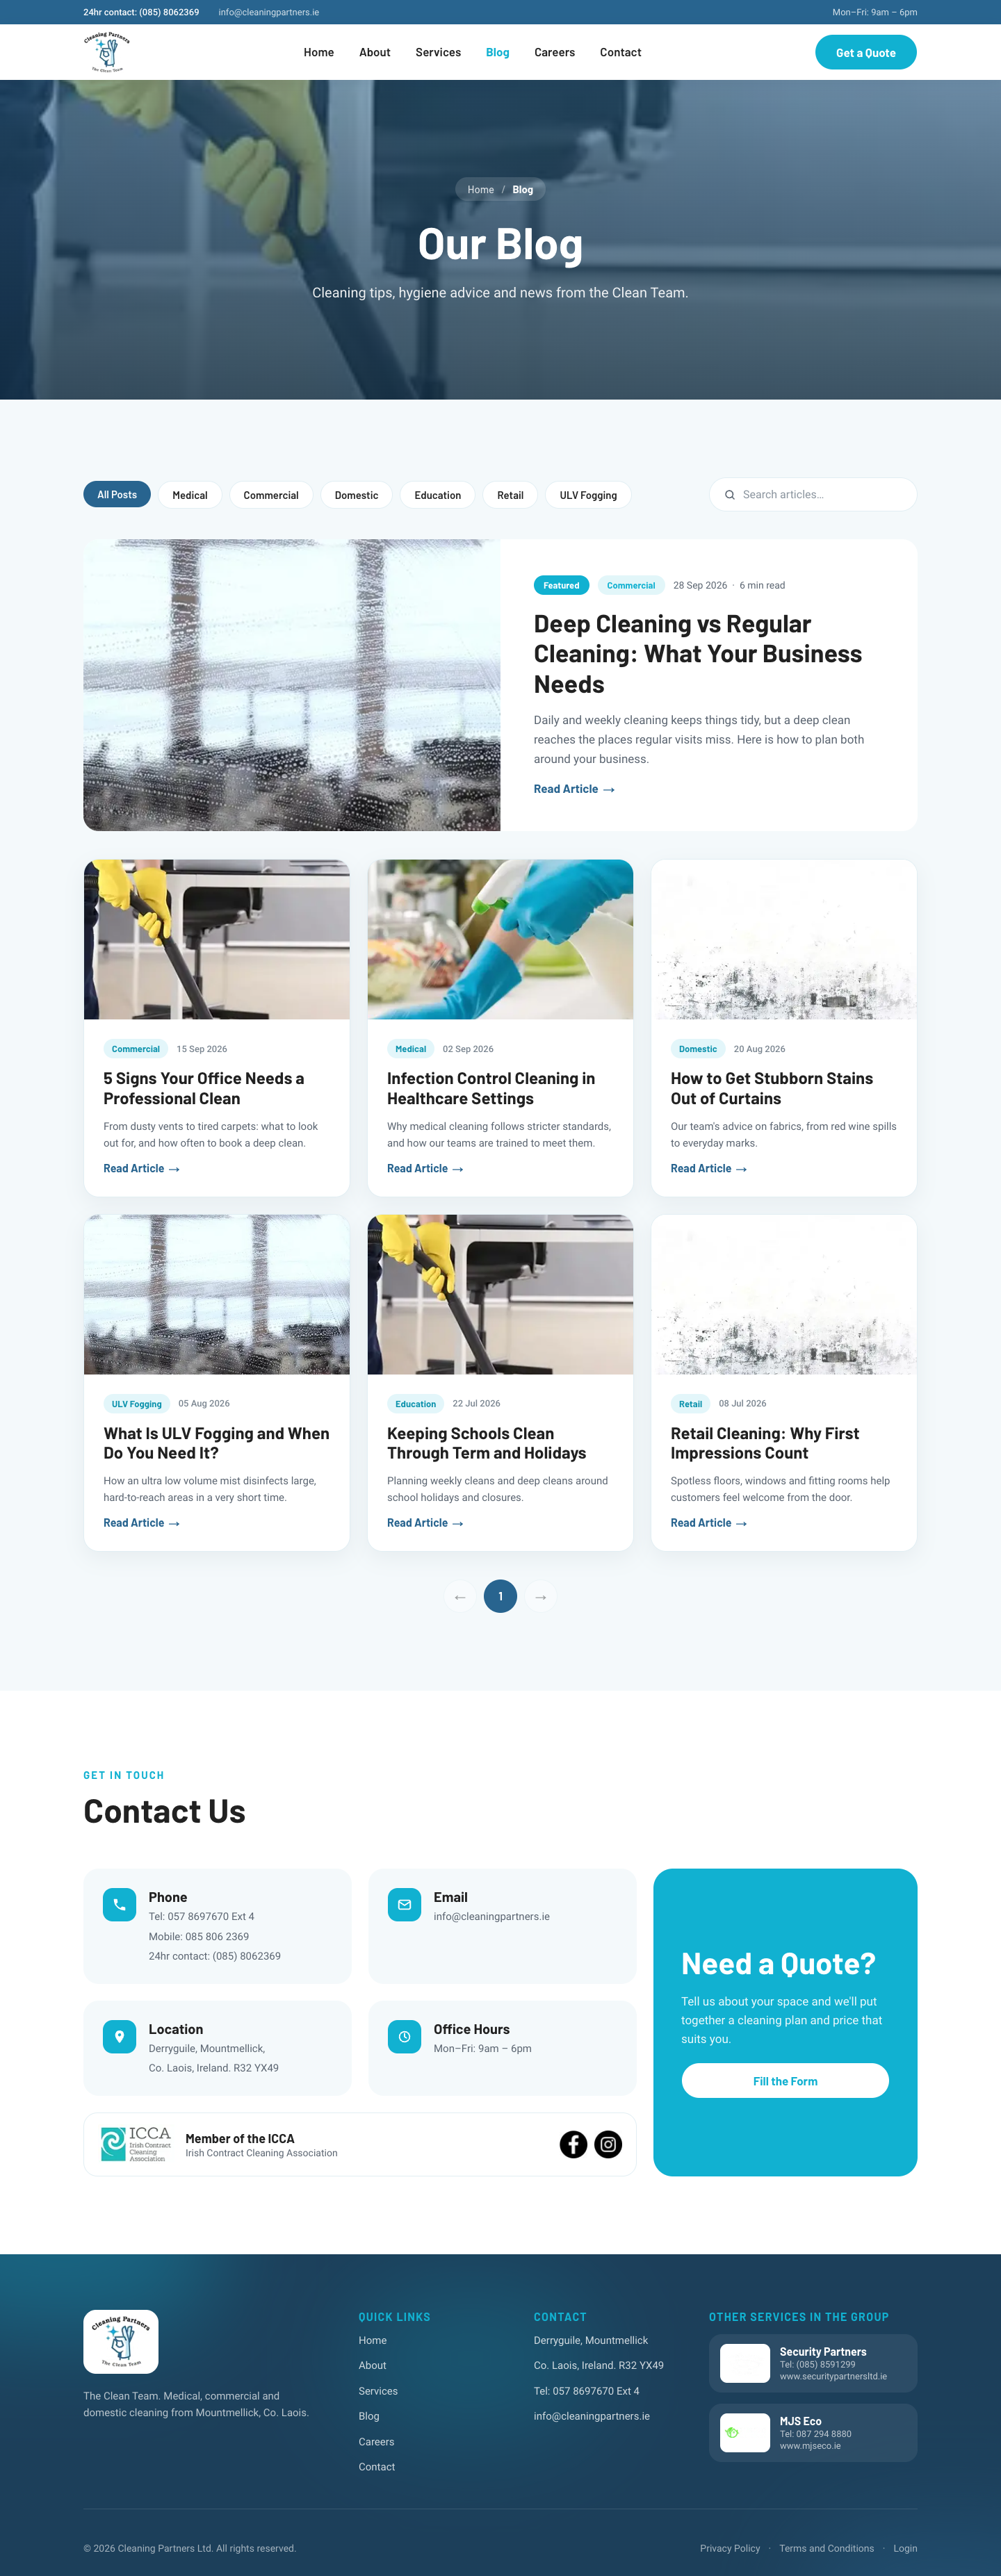 24hr contact: (085) 8062369 info@cleaningpartners.ie Mon–Fri: 9am – 6pm
Cleaning Partners
The Clean Team
Home About Services Blog Careers Contact
Get a Quote
Home / Blog
Our Blog
Cleaning tips, hygiene advice and news from the Clean Team.
All Posts Medical Commercial Domestic Education Retail ULV Fogging
Search articles...
Featured Commercial 28 Sep 2026 · 6 min read
Deep Cleaning vs Regular
Cleaning: What Your Business
Needs
Daily and weekly cleaning keeps things tidy, but a deep clean
reaches the places regular visits miss. Here is how to plan both
around your business.
Read Article →
Commercial 15 Sep 2026
5 Signs Your Office Needs a
Professional Clean
From dusty vents to tired carpets: what to look
out for, and how often to book a deep clean.
Read Article →
Medical 02 Sep 2026
Infection Control Cleaning in
Healthcare Settings
Why medical cleaning follows stricter standards,
and how our teams are trained to meet them.
Read Article →
Domestic 20 Aug 2026
How to Get Stubborn Stains
Out of Curtains
Our team's advice on fabrics, from red wine spills
to everyday marks.
Read Article →
ULV Fogging 05 Aug 2026
What Is ULV Fogging and When
Do You Need It?
How an ultra low volume mist disinfects large,
hard-to-reach areas in a very short time.
Read Article →
Education 22 Jul 2026
Keeping Schools Clean
Through Term and Holidays
Planning weekly cleans and deep cleans around
school holidays and closures.
Read Article →
Retail 08 Jul 2026
Retail Cleaning: Why First
Impressions Count
Spotless floors, windows and fitting rooms help
customers feel welcome from the door.
Read Article →
← 1 →
GET IN TOUCH
Contact Us
Phone
Tel: 057 8697670 Ext 4
Mobile: 085 806 2369
24hr contact: (085) 8062369
Email
info@cleaningpartners.ie
Location
Derryguile, Mountmellick,
Co. Laois, Ireland. R32 YX49
Office Hours
Mon–Fri: 9am – 6pm
ICCA
Irish Contract
Cleaning
Association
Member of the ICCA
Irish Contract Cleaning Association
Need a Quote?
Tell us about your space and we'll put
together a cleaning plan and price that
suits you.
Fill the Form
Cleaning Partners
The Clean Team
The Clean Team. Medical, commercial and
domestic cleaning from Mountmellick, Co. Laois.
QUICK LINKS
Home
About
Services
Blog
Careers
Contact
CONTACT
Derryguile, Mountmellick
Co. Laois, Ireland. R32 YX49
Tel: 057 8697670 Ext 4
info@cleaningpartners.ie
OTHER SERVICES IN THE GROUP
Security Partners
Tel: (085) 8591299
www.securitypartnersltd.ie
MJS Eco
Tel: 087 294 8880
www.mjseco.ie
© 2026 Cleaning Partners Ltd. All rights reserved.
Privacy Policy · Terms and Conditions · Login